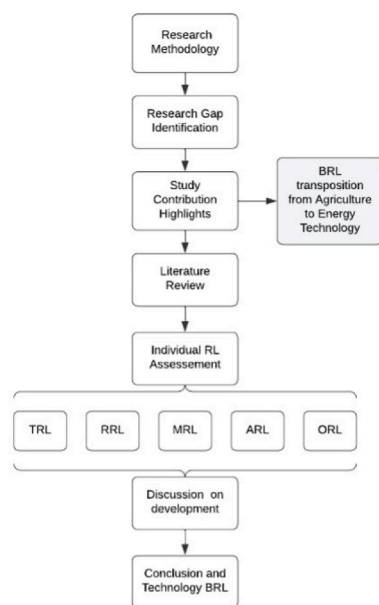 Research
Methodology
Research Gap
Identification
Study
Contribution
Highlights
BRL
transposition
from Agriculture
to Energy
Technology
Literature
Review
Individual RL
Assessement
TRL
RRL
MRL
ARL
ORL
Discussion on
development
Conclusion and
Technology BRL